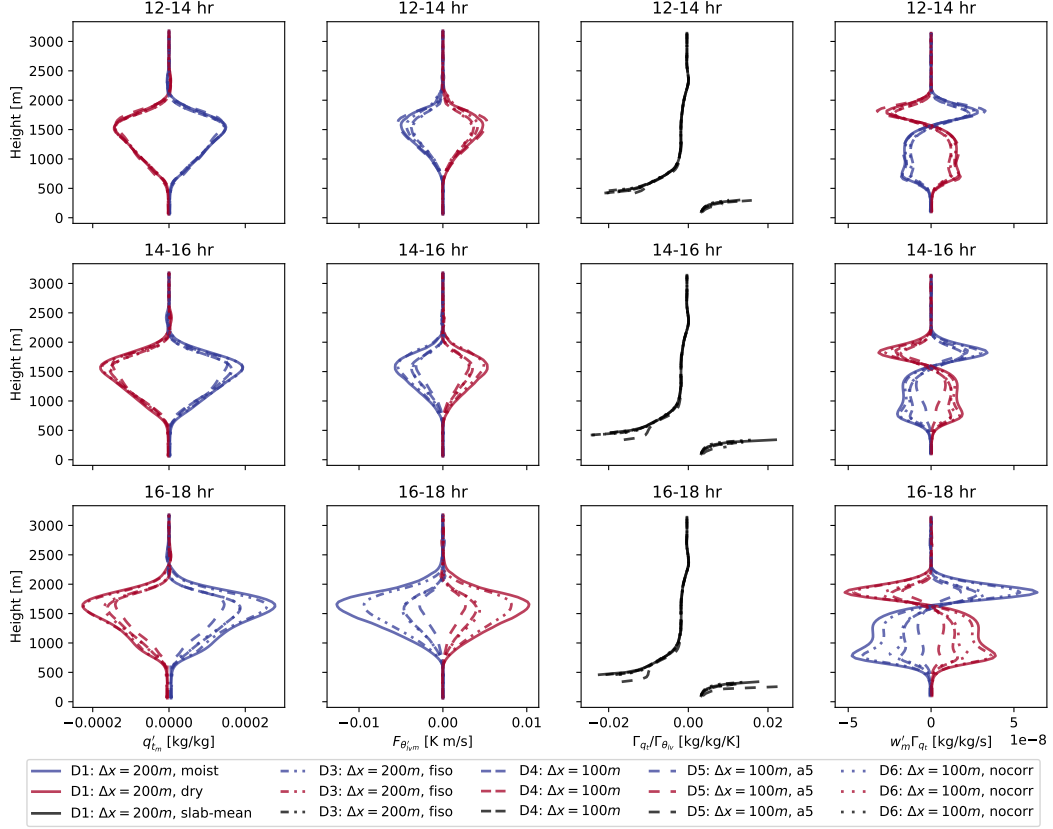 12-14 hr 12-14 hr 12-14 hr 12-14 hr
Height [m]
3000
2500
2000
1500
1000
500
0
14-16 hr 14-16 hr 14-16 hr 14-16 hr
Height [m]
3000
2500
2000
1500
1000
500
0
16-18 hr 16-18 hr 16-18 hr 16-18 hr
Height [m]
3000
2500
2000
1500
1000
500
0
−0.0002 0.0000 0.0002 −0.01 0.00 0.01 −0.02 0.00 0.02 −5 0 5
1e−8
q′_{t_m} [kg/kg] F_{θ′_{lv_m}} [K m/s] Γ_{q_t}/Γ_{θ_{lv}} [kg/kg/K] w′_mΓ_{q_t} [kg/kg/s]
D1: Δx = 200m, moist D3: Δx = 200m, fiso D4: Δx = 100m D5: Δx = 100m, a5 D6: Δx = 100m, nocorr
D1: Δx = 200m, dry D3: Δx = 200m, fiso D4: Δx = 100m D5: Δx = 100m, a5 D6: Δx = 100m, nocorr
D1: Δx = 200m, slab-mean D3: Δx = 200m, fiso D4: Δx = 100m D5: Δx = 100m, a5 D6: Δx = 100m, nocorr